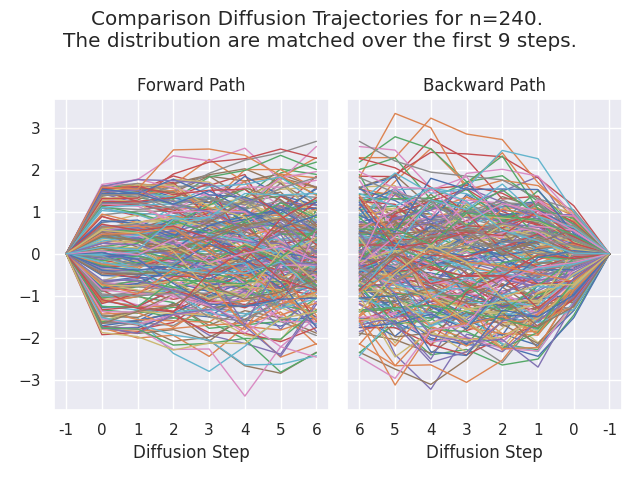 Comparison Diffusion Trajectories for n=240.
The distribution are matched over the first 9 steps.
Forward Path
Backward Path
3
2
1
0
−1
−2
−3
-1 0 1 2 3 4 5 6
6 5 4 3 2 1 0 -1
Diffusion Step
Diffusion Step